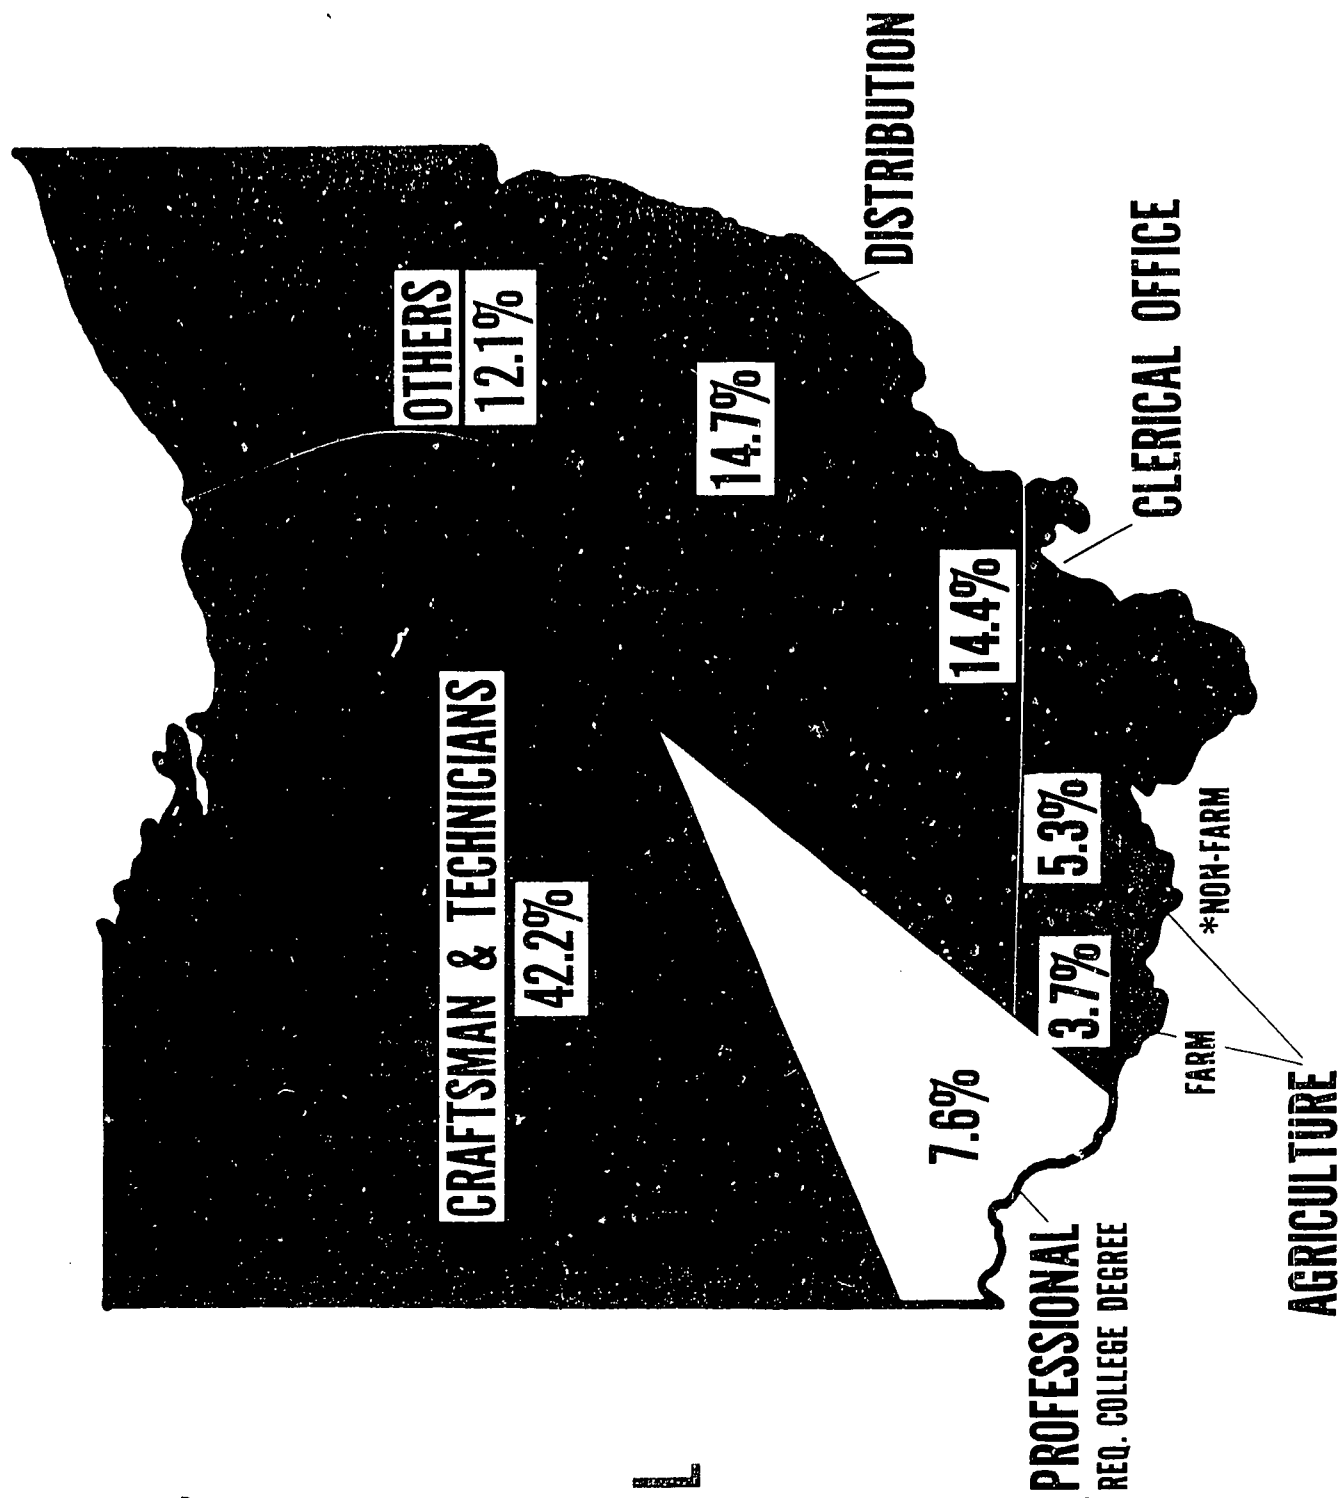 OTHERS
12.1%
CRAFTSMAN & TECHNICIANS
42.2%
14.7%
DISTRIBUTION
14.4%
CLERICAL OFFICE
7.6%
5.3%
3.7%
PROFESSIONAL
REQ. COLLEGE DEGREE
FARM
*NON-FARM
AGRICULTURE